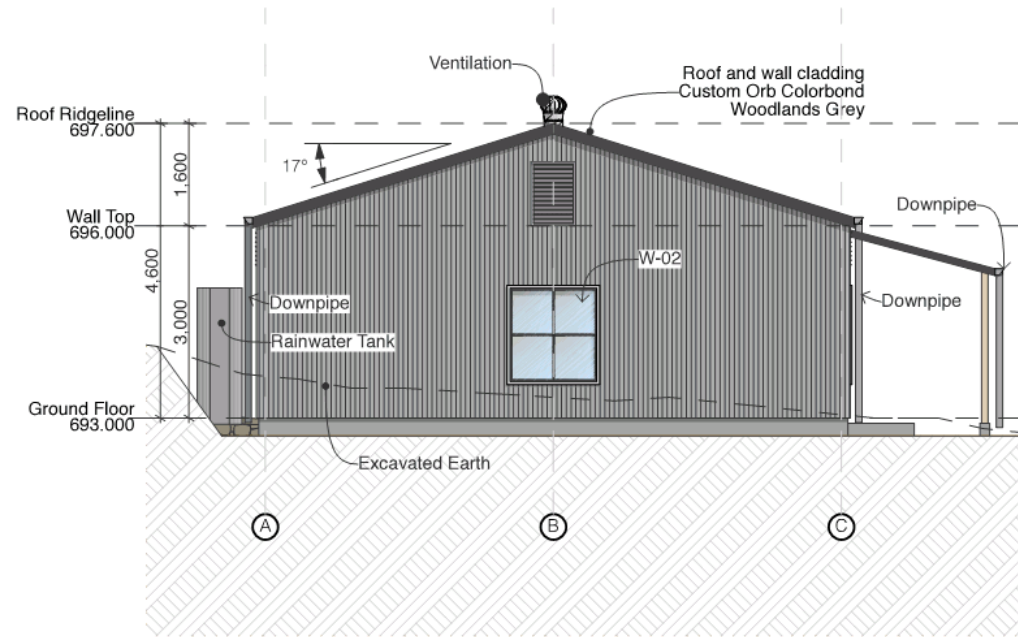 Ventilation
Roof and wall cladding
Custom Orb Colorbond
Woodlands Grey
Roof Ridgeline
697.600
17°
1,600
Wall Top
696.000
Downpipe
4,600
W-02
3,000
Downpipe
Downpipe
Rainwater Tank
Ground Floor
693.000
Excavated Earth
A
B
C